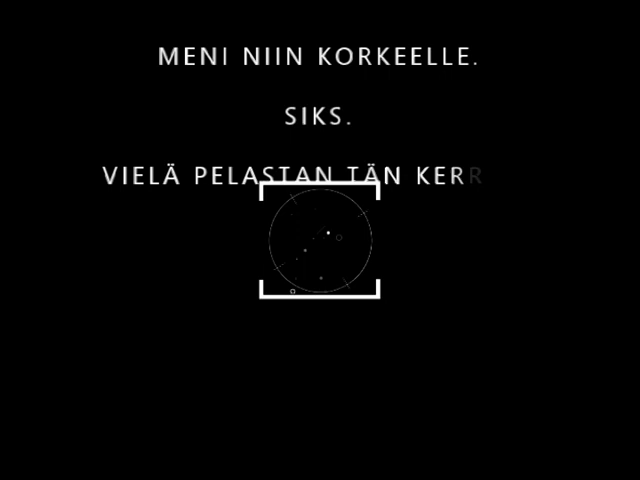 MENI NIIN KORKEELLE.
SIKS.
VIELÄ PELASTAN TÄN KERR